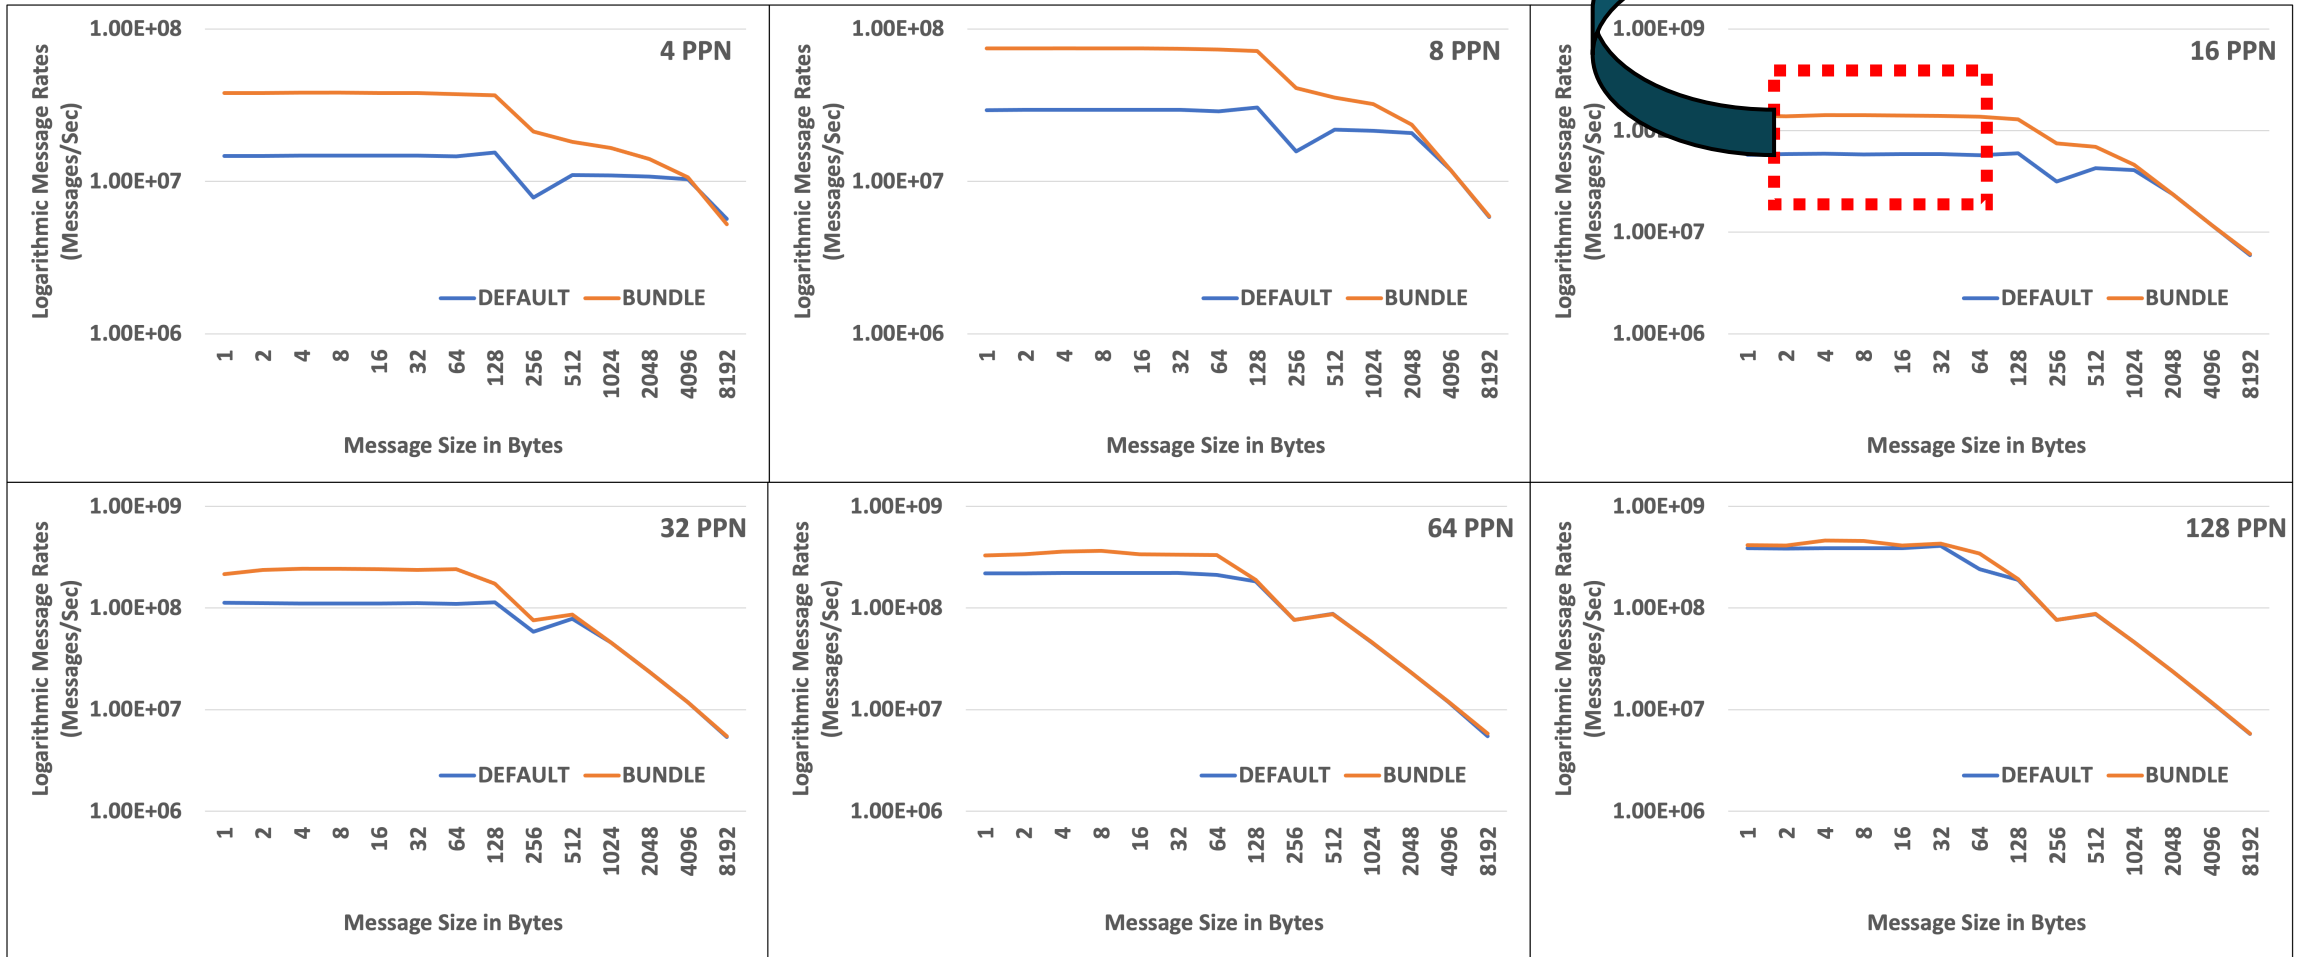 4 PPN
Logarithmic Message Rates
(Messages/Sec)
1.00E+08
1.00E+07
1.00E+06
DEFAULT BUNDLE
1 2 4 8 16 32 64 128 256 512 1024 2048 4096 8192
Message Size in Bytes
8 PPN
Logarithmic Message Rates
(Messages/Sec)
1.00E+08
1.00E+07
1.00E+06
DEFAULT BUNDLE
1 2 4 8 16 32 64 128 256 512 1024 2048 4096 8192
Message Size in Bytes
16 PPN
Logarithmic Message Rates
(Messages/Sec)
1.00E+09
1.00E+07
1.00E+06
DEFAULT BUNDLE
1 2 4 8 16 32 64 128 256 512 1024 2048 4096 8192
Message Size in Bytes
32 PPN
Logarithmic Message Rates
(Messages/Sec)
1.00E+09
1.00E+08
1.00E+07
1.00E+06
DEFAULT BUNDLE
1 2 4 8 16 32 64 128 256 512 1024 2048 4096 8192
Message Size in Bytes
64 PPN
Logarithmic Message Rates
(Messages/Sec)
1.00E+09
1.00E+08
1.00E+07
1.00E+06
DEFAULT BUNDLE
1 2 4 8 16 32 64 128 256 512 1024 2048 4096 8192
Message Size in Bytes
128 PPN
Logarithmic Message Rates
(Messages/Sec)
1.00E+09
1.00E+08
1.00E+07
1.00E+06
DEFAULT BUNDLE
1 2 4 8 16 32 64 128 256 512 1024 2048 4096 8192
Message Size in Bytes